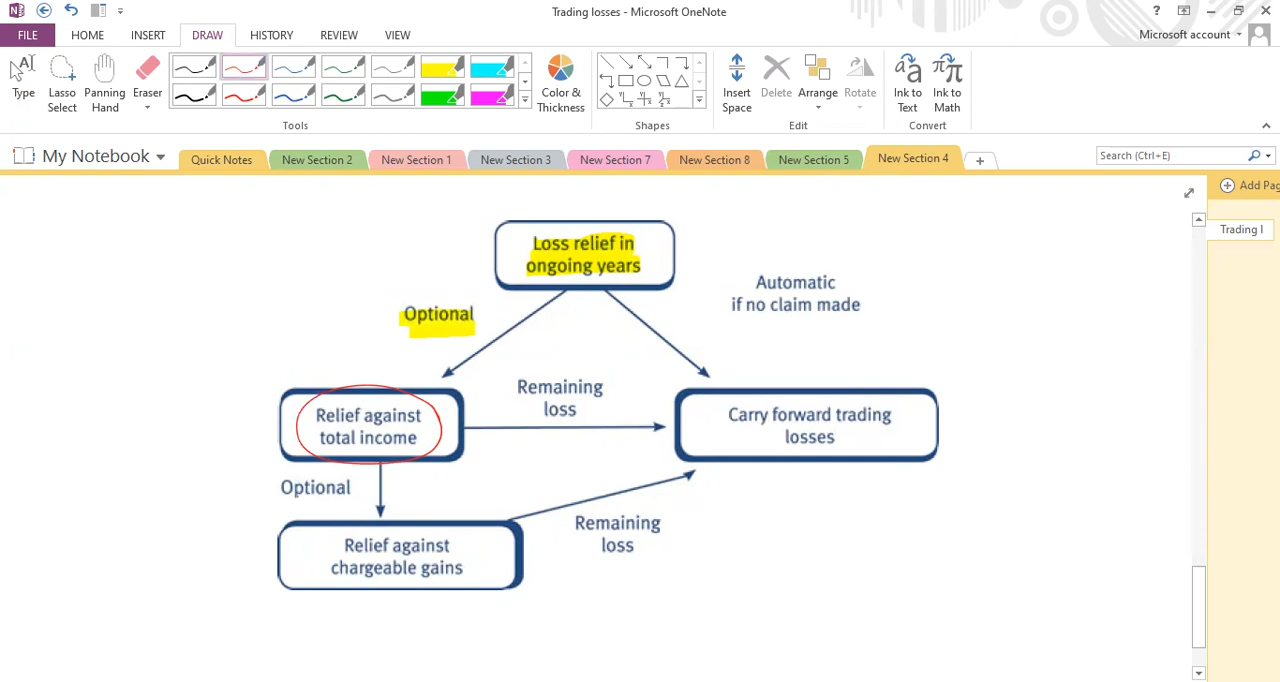 Trading losses - Microsoft OneNote
?
FILE
HOME
INSERT
DRAW
HISTORY
REVIEW
VIEW
Microsoft account
Type
Lasso
Select
Panning
Hand
Eraser
Color &
Thickness
Insert
Space
Delete
Arrange
Rotate
Ink to
Text
Ink to
Math
Tools
Shapes
Edit
Convert
My Notebook
Quick Notes
New Section 2
New Section 1
New Section 3
New Section 7
New Section 8
New Section 5
New Section 4
Search (Ctrl+E)
Add Pag
Trading l
Loss relief in
ongoing years
Automatic
if no claim made
Optional
Relief against
total income
Remaining
loss
Carry forward trading
losses
Optional
Relief against
chargeable gains
Remaining
loss